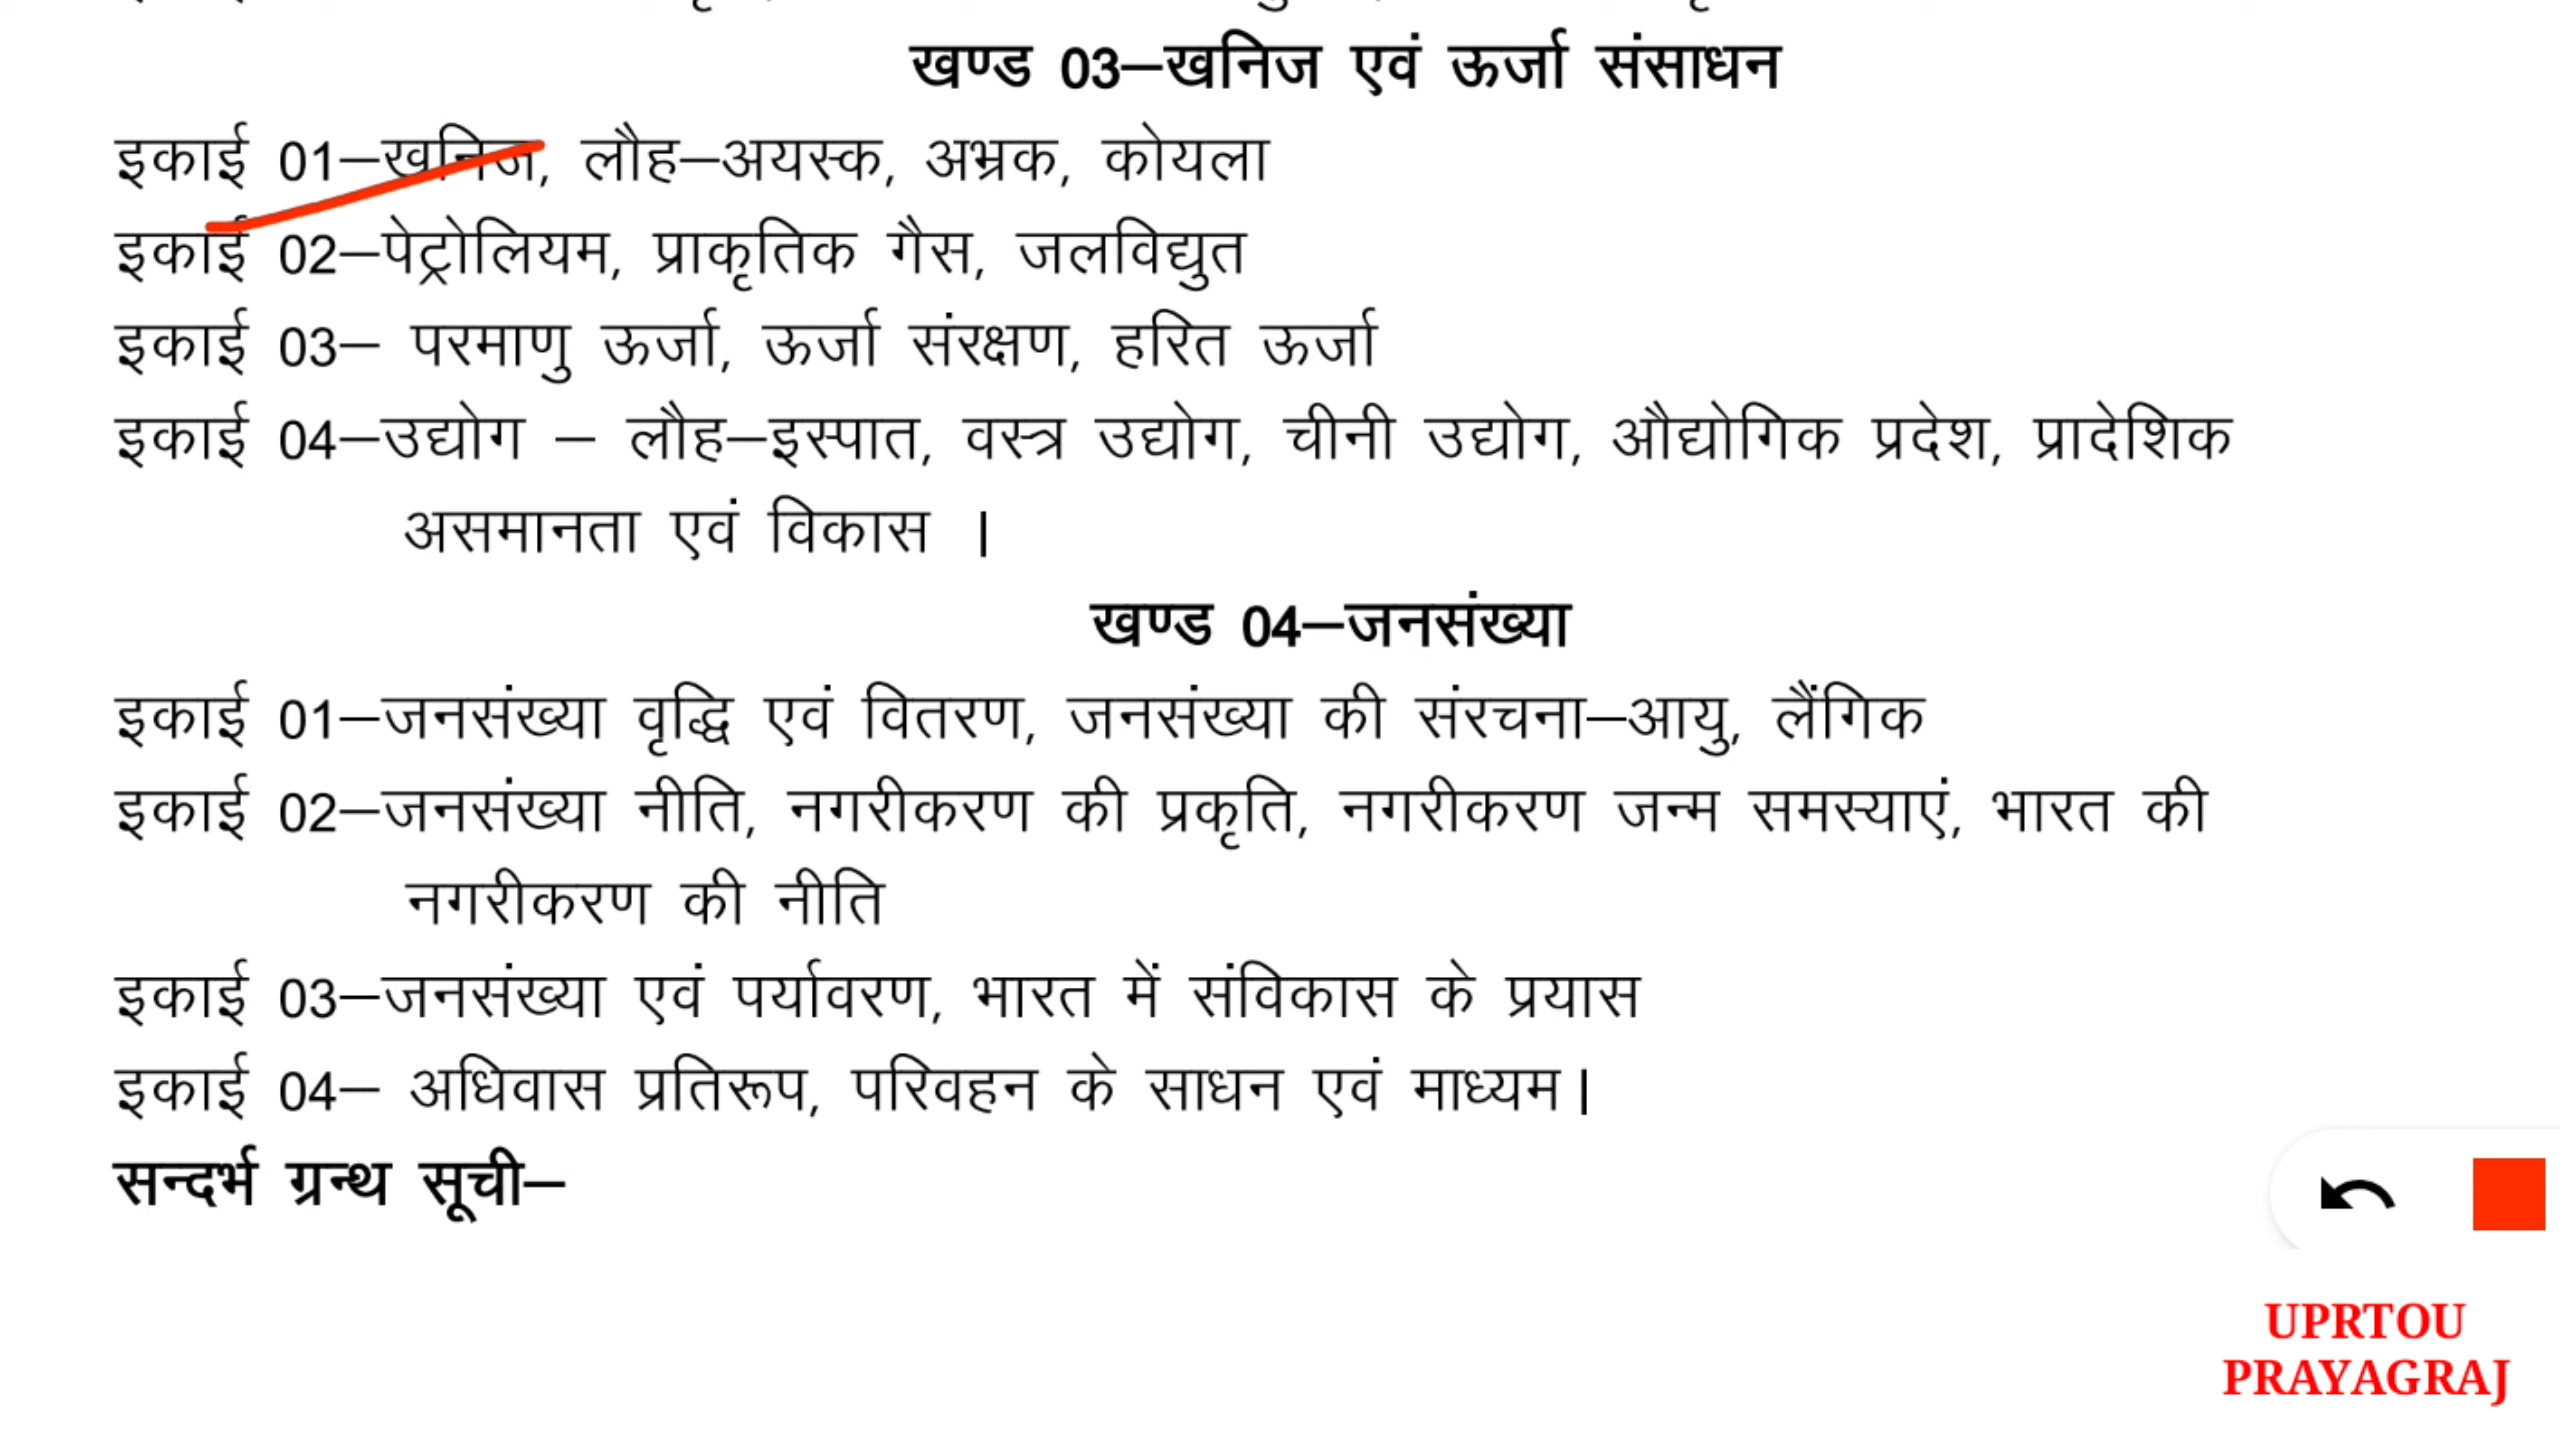 खण्ड 03–खनिज एवं ऊर्जा संसाधन
इकाई 01–खनिज, लौह–अयस्क, अभ्रक, कोयला
इकाई 02–पेट्रोलियम, प्राकृतिक गैस, जलविद्युत
इकाई 03– परमाणु ऊर्जा, ऊर्जा संरक्षण, हरित ऊर्जा
इकाई 04–उद्योग – लौह–इस्पात, वस्त्र उद्योग, चीनी उद्योग, औद्योगिक प्रदेश, प्रादेशिक
असमानता एवं विकास ।
खण्ड 04–जनसंख्या
इकाई 01–जनसंख्या वृद्धि एवं वितरण, जनसंख्या की संरचना–आयु, लैंगिक
इकाई 02–जनसंख्या नीति, नगरीकरण की प्रकृति, नगरीकरण जन्म समस्याएं, भारत की
नगरीकरण की नीति
इकाई 03–जनसंख्या एवं पर्यावरण, भारत में संविकास के प्रयास
इकाई 04– अधिवास प्रतिरूप, परिवहन के साधन एवं माध्यम।
सन्दर्भ ग्रन्थ सूची–
UPRTOU
PRAYAGRAJ